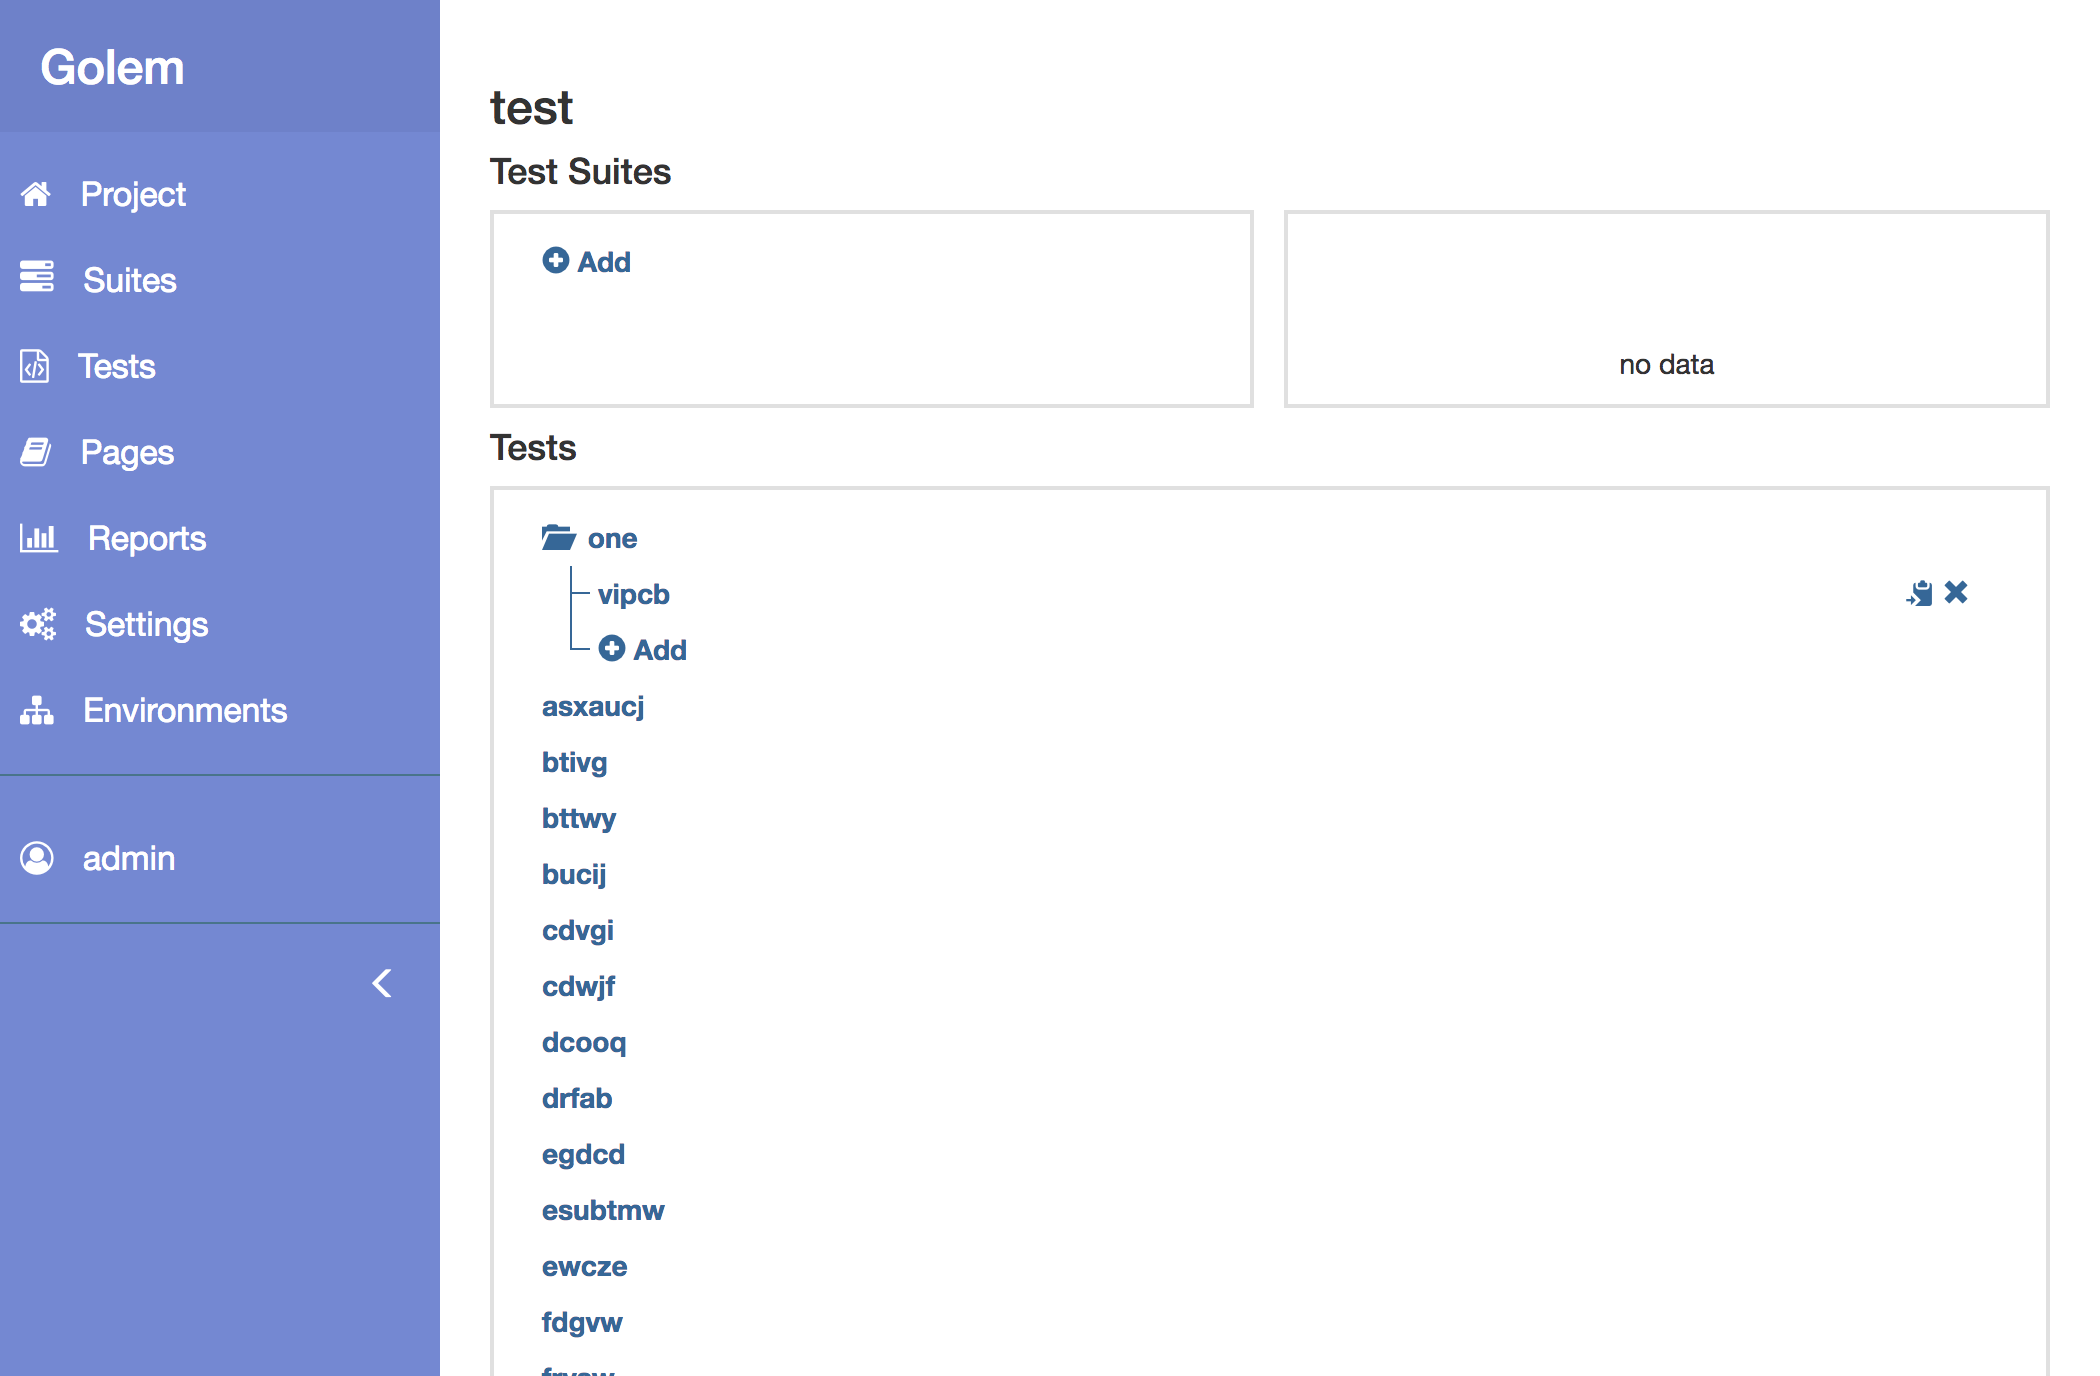 Golem
Project
Suites
Tests
Pages
Reports
Settings
Environments
admin
test
Test Suites
Add
no data
Tests
one
vipcb
Add
asxaucj
btivg
bttwy
bucij
cdvgi
cdwjf
dcooq
drfab
egdcd
esubtmw
ewcze
fdgvw